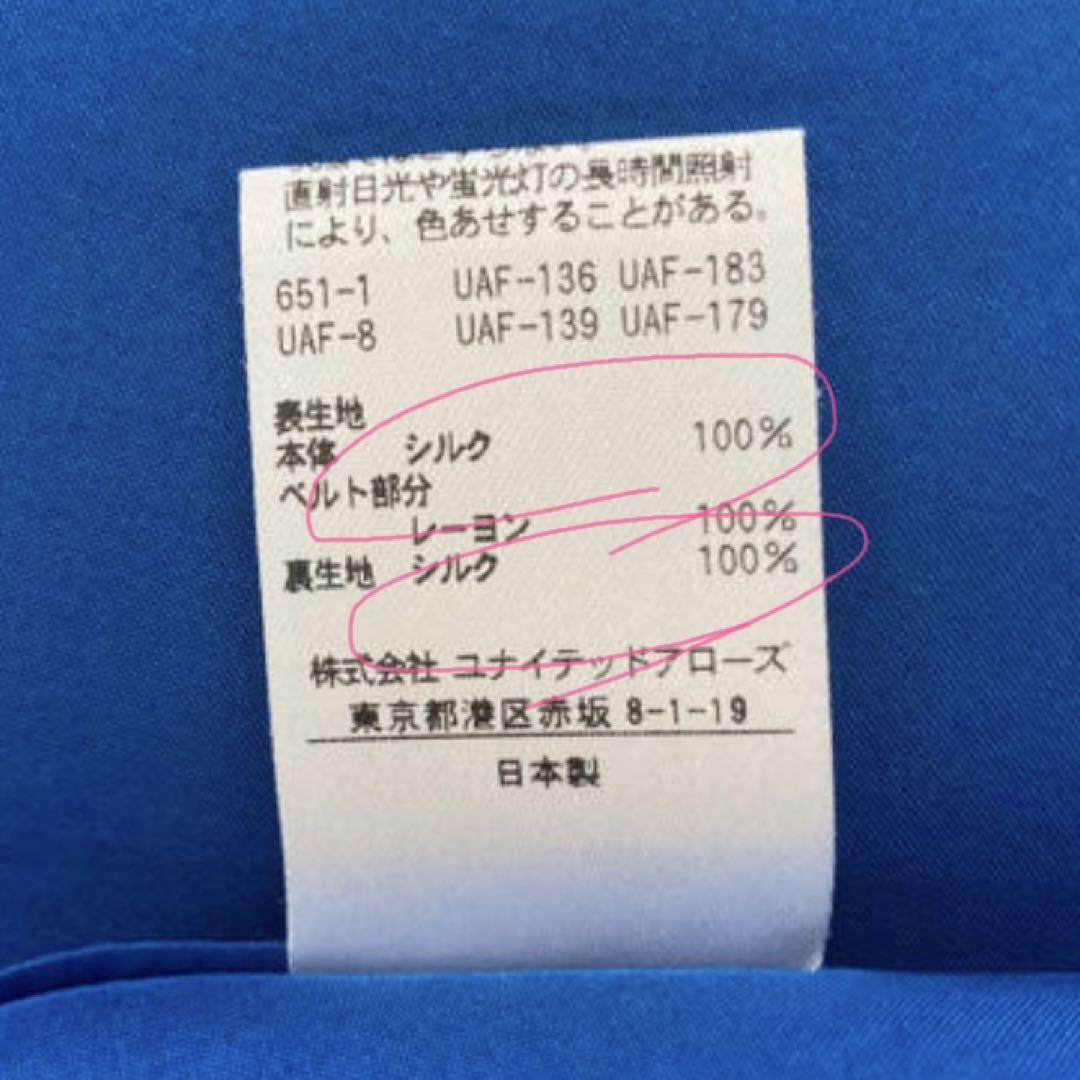 直射日光や蛍光灯の長時間照射
により、色あせすることがある。
651-1 UAF-136 UAF-183
UAF-8 UAF-139 UAF-179
表生地
本体 シルク 100%
ベルト部分
レーヨン 100%
裏生地 シルク 100%
株式会社 ユナイテッドアローズ
東京都港区赤坂 8-1-19
日本製